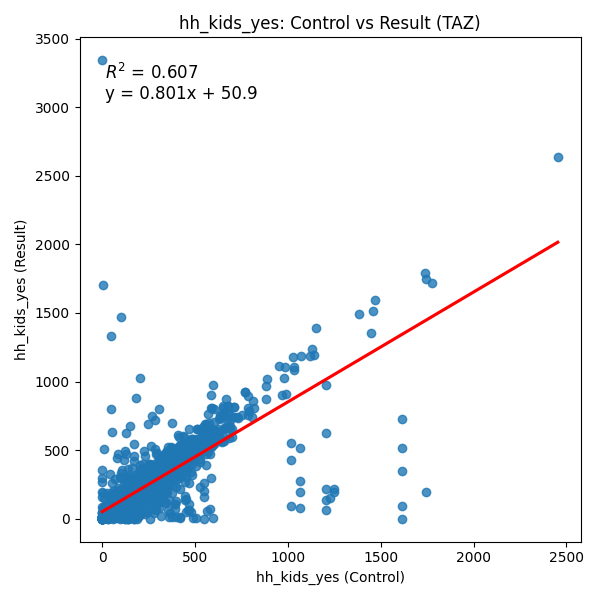 hh_kids_yes: Control vs Result (TAZ)
3500
R² = 0.607
y = 0.801x + 50.9
3000
2500
2000
1500
1000
500
0
hh_kids_yes (Result)
0 500 1000 1500 2000 2500
hh_kids_yes (Control)